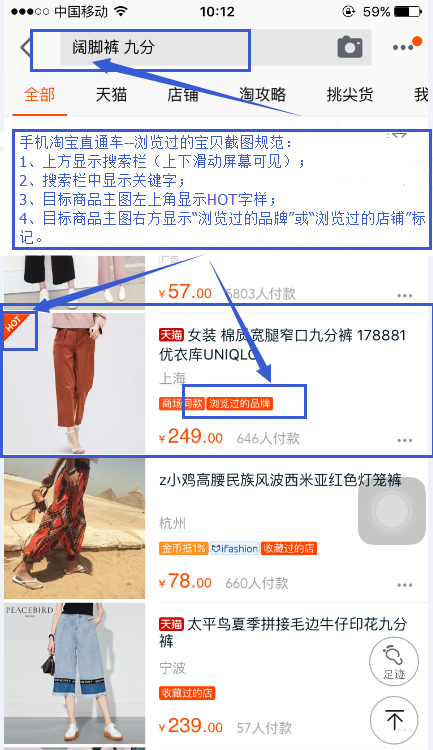 中国移动
10:12
59%
阔脚裤 九分
全部
天猫
店铺
淘攻略
挑尖货
我
手机淘宝直通车--浏览过的宝贝截图规范：
1、上方显示搜索栏（上下滑动屏幕可见）；
2、搜索栏中显示关键字；
3、目标商品主图左上角显示HOT字样；
4、目标商品主图右方显示“浏览过的品牌”或“浏览过的店铺”标
记。
广告
¥57.00 5803人付款
HOT
天猫 女装 棉质宽腿窄口九分裤 178881
优衣库UNIQLO
上海
商场同款 浏览过的品牌
¥249.00 646人付款
z小鸡高腰民族风波西米亚红色灯笼裤
杭州
金币抵1% iFashion 收藏过的店
¥78.00 660人付款
PEACEBIRD
天猫 太平鸟夏季拼接毛边牛仔印花九分
裤
宁波
收藏过的店
¥239.00 57人付款
足迹